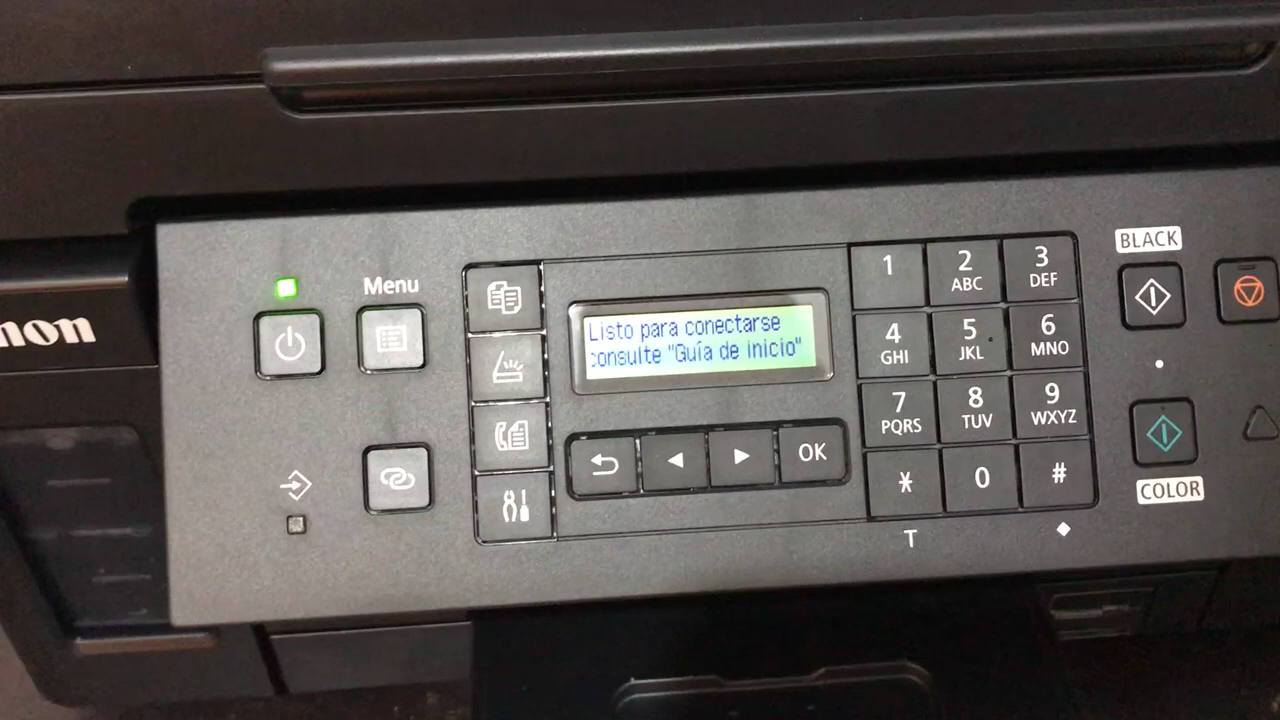 Menu
Listo para conectarse
consulte "Guía de inicio"
OK
1
2
ABC
3
DEF
4
GHI
5
JKL
6
MNO
7
PQRS
8
TUV
9
WXYZ
*
0
#
T
BLACK
COLOR